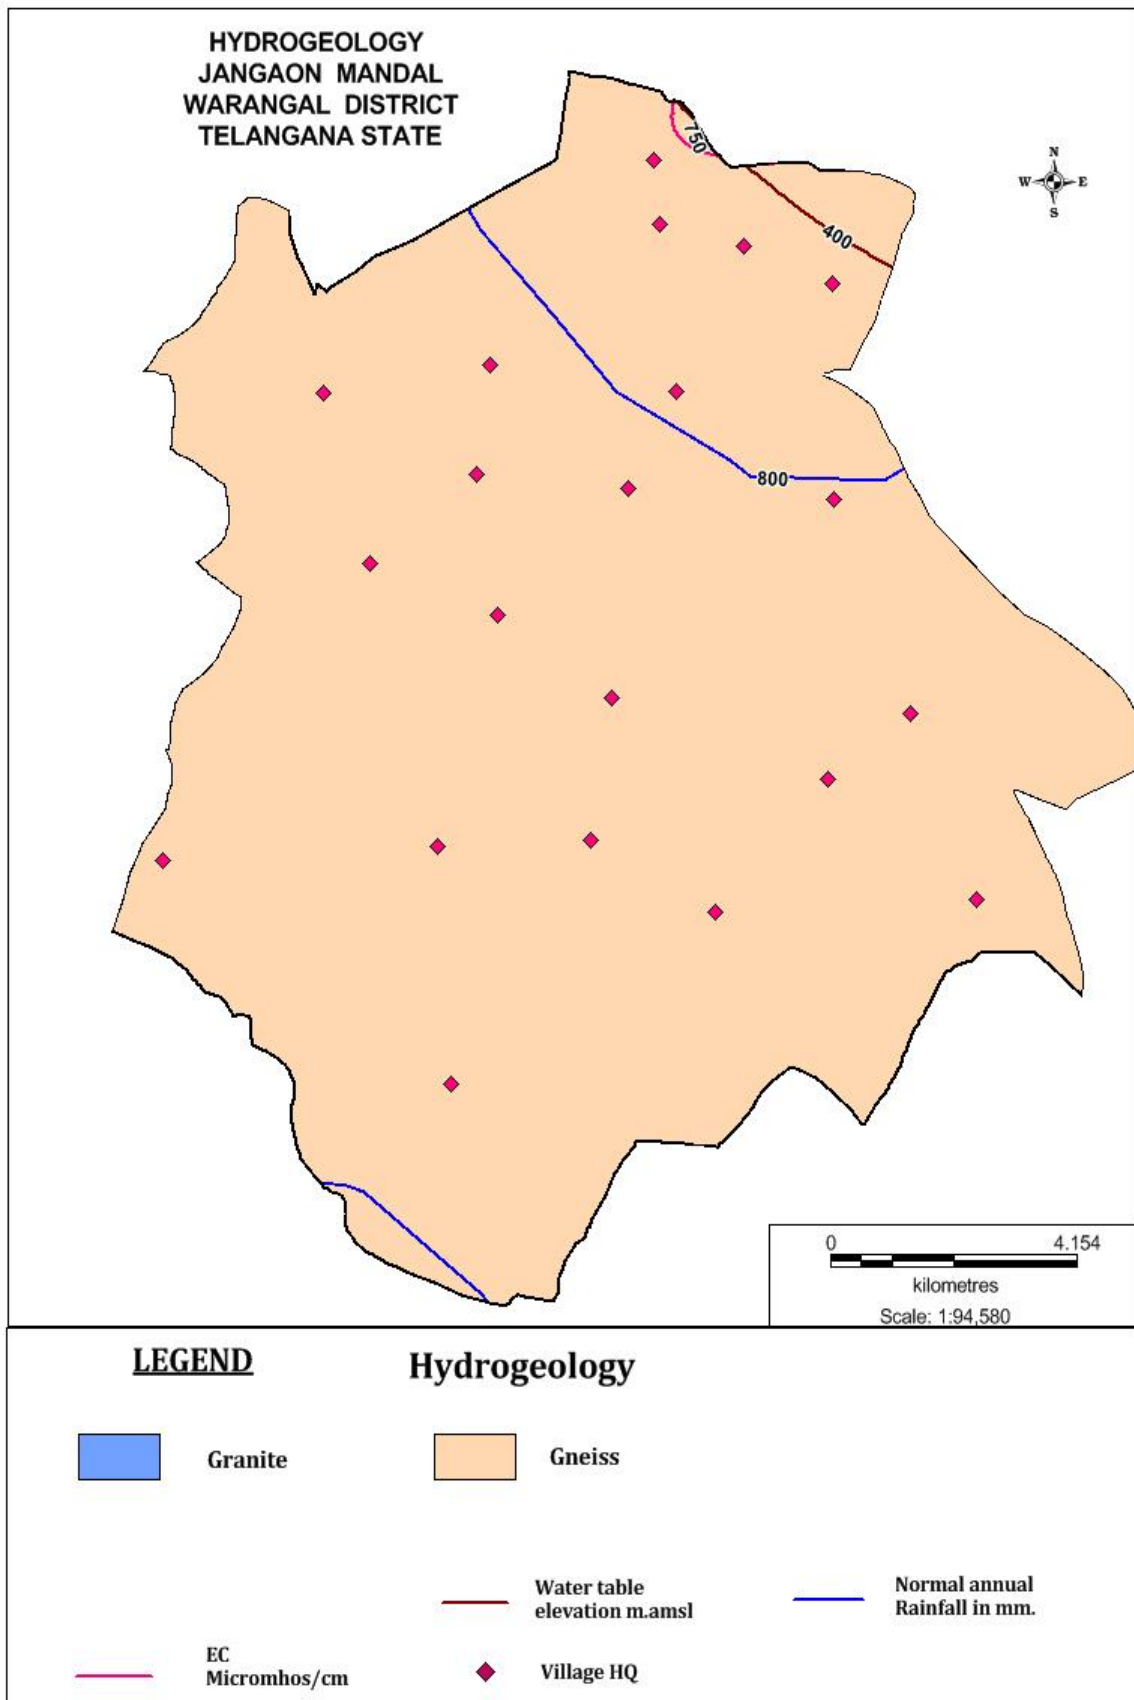 HYDROGEOLOGY
JANGAON MANDAL
WARANGAL DISTRICT
TELANGANA STATE
N
W E
S
750
400
800
0 4.154
kilometres
Scale: 1:94,580
LEGEND
Hydrogeology
Granite
Gneiss
Water table
elevation m.amsl
Normal annual
Rainfall in mm.
EC
Micromhos/cm
Village HQ